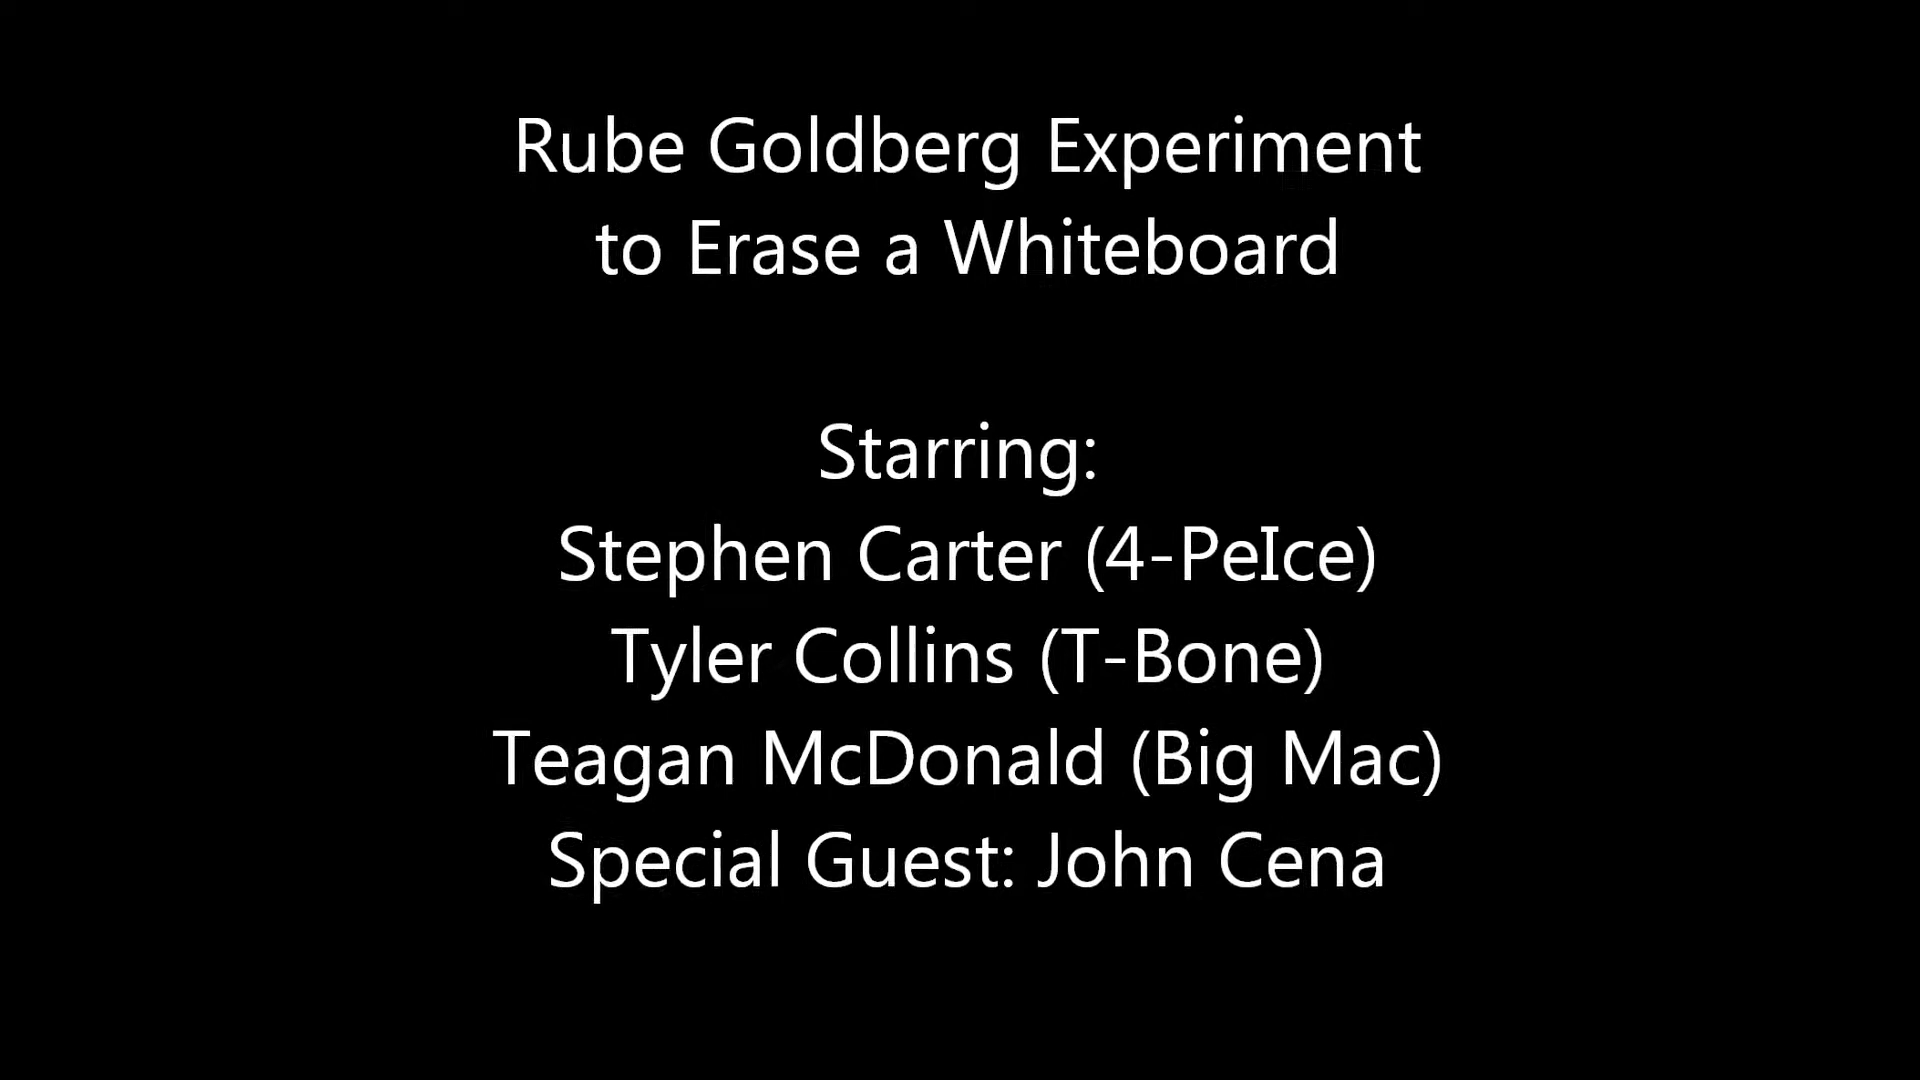 Rube Goldberg Experiment
to Erase a Whiteboard
Starring:
Stephen Carter (4-PeIce)
Tyler Collins (T-Bone)
Teagan McDonald (Big Mac)
Special Guest: John Cena